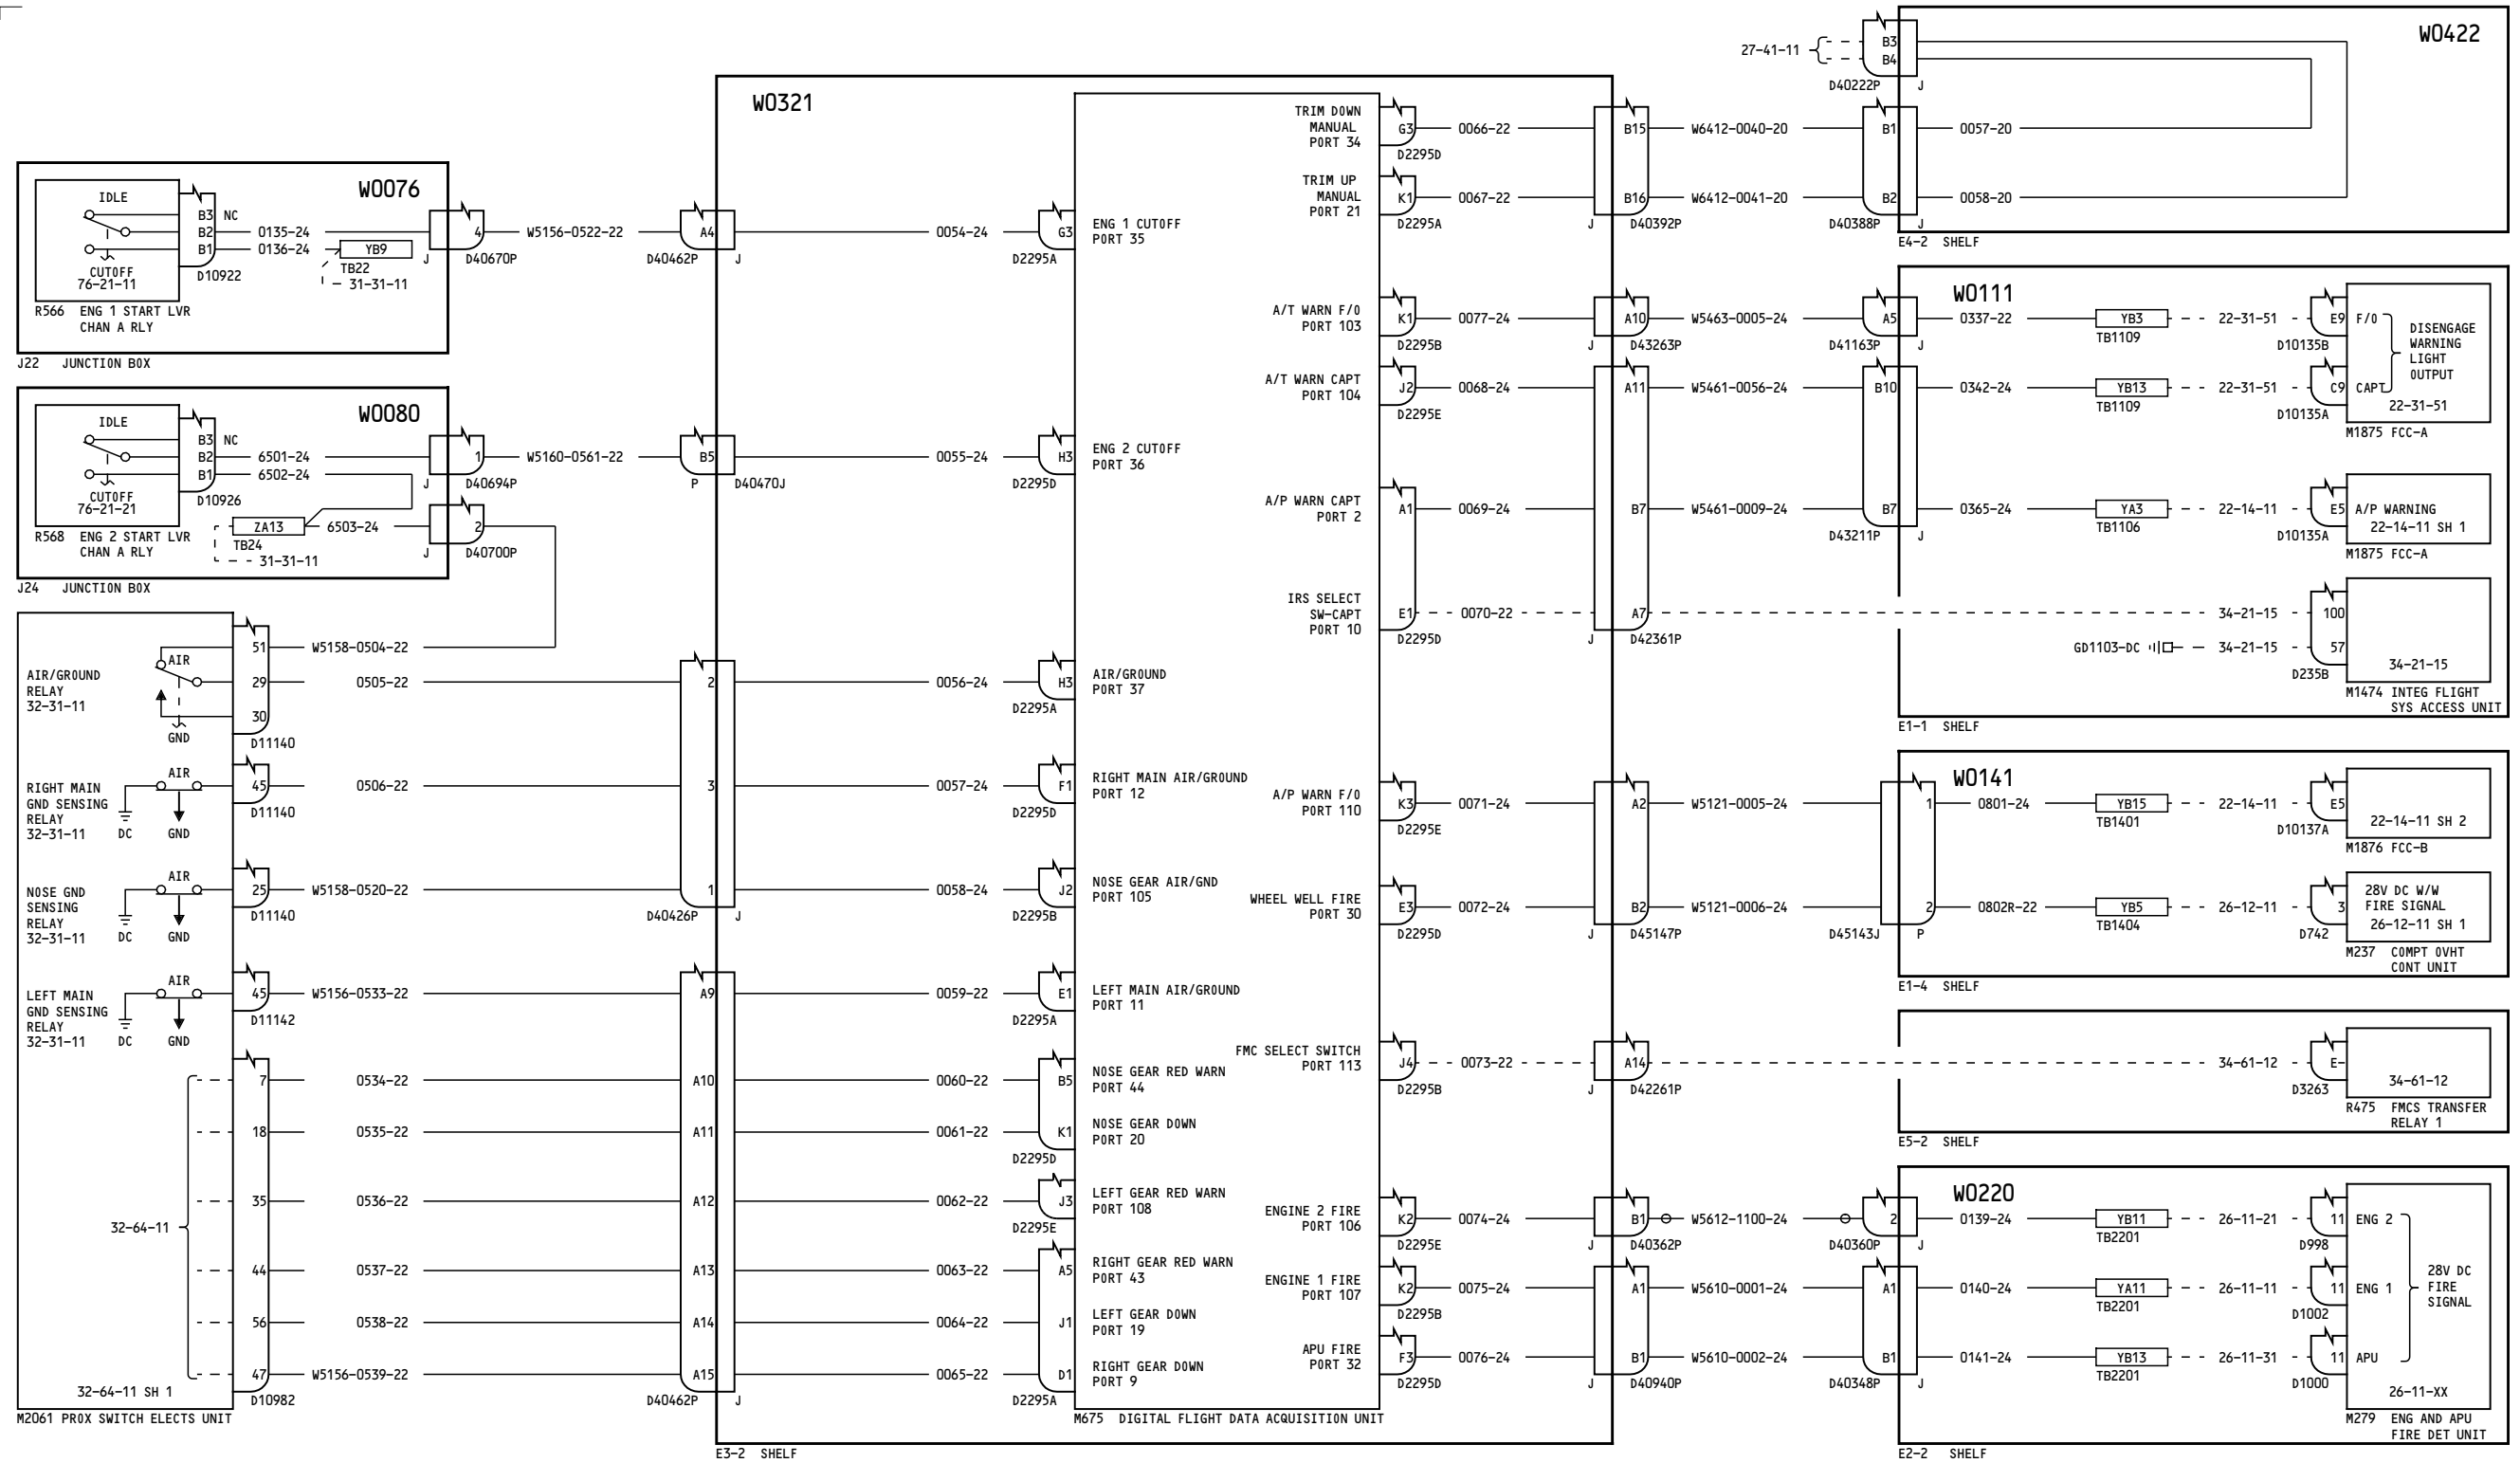 W0076
IDLE
B3 NC
B2 0135-24
B1 0136-24
YB9
TB22
31-31-11
CUTOFF
76-21-11
D10922
R566 ENG 1 START LVR
CHAN A RLY
J22 JUNCTION BOX
4
J D40670P
W5156-0522-22
A4
D40462P J
W0080
IDLE
B3 NC
B2 6501-24
B1 6502-24
CUTOFF
76-21-21
D10926
ZA13
6503-24
TB24
31-31-11
R568 ENG 2 START LVR
CHAN A RLY
J24 JUNCTION BOX
1
J D40694P
2
J D40700P
W5160-0561-22
B5
P D40470J
AIR/GROUND
RELAY
32-31-11
AIR
GND
51 W5158-0504-22
29 0505-22
30
D11140
2
RIGHT MAIN
GND SENSING
RELAY
32-31-11
AIR
DC GND
45 0506-22
D11140
3
NOSE GND
SENSING
RELAY
32-31-11
AIR
DC GND
25 W5158-0520-22
D11140
1
D40426P J
LEFT MAIN
GND SENSING
RELAY
32-31-11
AIR
DC GND
45 W5156-0533-22
D11142
A9
7 0534-22 A10
18 0535-22 A11
35 0536-22 A12
32-64-11
44 0537-22 A13
56 0538-22 A14
47 W5156-0539-22 A15
32-64-11 SH 1
D10982
D40462P J
M2061 PROX SWITCH ELECTS UNIT
W0321
0054-24 G3
D2295A
ENG 1 CUTOFF
PORT 35
0055-24 H3
D2295D
ENG 2 CUTOFF
PORT 36
0056-24 H3
D2295A
AIR/GROUND
PORT 37
0057-24 F1
D2295D
RIGHT MAIN AIR/GROUND
PORT 12
0058-24 J2
D2295B
NOSE GEAR AIR/GND
PORT 105
0059-22 E1
D2295A
LEFT MAIN AIR/GROUND
PORT 11
0060-22 B5
NOSE GEAR RED WARN
PORT 44
0061-22 K1
D2295D
NOSE GEAR DOWN
PORT 20
0062-22 J3
D2295E
LEFT GEAR RED WARN
PORT 108
0063-22 A5
RIGHT GEAR RED WARN
PORT 43
0064-22 J1
LEFT GEAR DOWN
PORT 19
0065-22 D1
D2295A
RIGHT GEAR DOWN
PORT 9
M675 DIGITAL FLIGHT DATA ACQUISITION UNIT
E3-2 SHELF
TRIM DOWN
MANUAL
PORT 34
G3 0066-22 B15 W6412-0040-20 B1 0057-20
D2295D
TRIM UP
MANUAL
PORT 21
K1 0067-22 B16 W6412-0041-20 B2 0058-20
D2295A J D40392P D40388P J
27-41-11
B3
B4
D40222P J
W0422
E4-2 SHELF
A/T WARN F/O
PORT 103
K1 0077-24 A10 W5463-0005-24 A5
D2295B J D43263P D41163P J
W0111
0337-22 YB3 22-31-51 E9 F/O
TB1109 D10135B
A/T WARN CAPT
PORT 104
J2 0068-24 A11 W5461-0056-24 B10 0342-24 YB13 22-31-51 C9 CAPT
D2295E
TB1109 D10135A
DISENGAGE
WARNING
LIGHT
OUTPUT
22-31-51
M1875 FCC-A
A/P WARN CAPT
PORT 2
A1 0069-24 B7 W5461-0009-24 B7 0365-24 YA3 22-14-11 E5 A/P WARNING
D43211P J TB1106 D10135A
22-14-11 SH 1
M1875 FCC-A
IRS SELECT
SW-CAPT
PORT 10
E1 0070-22 A7 34-21-15 100
D2295D J D42361P
GD1103-DC 34-21-15 57
D235B
34-21-15
M1474 INTEG FLIGHT
SYS ACCESS UNIT
E1-1 SHELF
A/P WARN F/O
PORT 110
K3 0071-24 A2 W5121-0005-24 1
D2295E
W0141
0801-24 YB15 22-14-11 E5
TB1401 D10137A
22-14-11 SH 2
M1876 FCC-B
WHEEL WELL FIRE
PORT 30
E3 0072-24 B2 W5121-0006-24 2 0802R-22 YB5 26-12-11 3
D2295D J D45147P D45143J P TB1404 D742
28V DC W/W
FIRE SIGNAL
26-12-11 SH 1
M237 COMPT OVHT
CONT UNIT
E1-4 SHELF
FMC SELECT SWITCH
PORT 113
J4 0073-22 A14 34-61-12 E-
D2295B J D42261P D3263
34-61-12
R475 FMCS TRANSFER
RELAY 1
E5-2 SHELF
W0220
ENGINE 2 FIRE
PORT 106
K2 0074-24 B1 W5612-1100-24 2 0139-24 YB11 26-11-21 11 ENG 2
D2295E J D40362P D40360P J TB2201 D998
ENGINE 1 FIRE
PORT 107
K2 0075-24 A1 W5610-0001-24 A1 0140-24 YA11 26-11-11 11 ENG 1
D2295B TB2201 D1002
APU FIRE
PORT 32
F3 0076-24 B1 W5610-0002-24 B1 0141-24 YB13 26-11-31 11 APU
D2295D J D40940P D40348P J TB2201 D1000
28V DC
FIRE
SIGNAL
26-11-XX
M279 ENG AND APU
FIRE DET UNIT
E2-2 SHELF